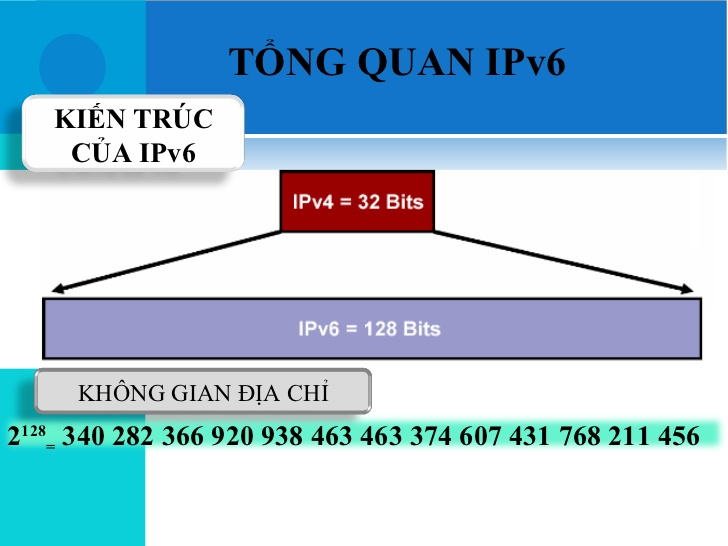 TỔNG QUAN IPv6
KIẾN TRÚC
CỦA IPv6
IPv4 = 32 Bits
IPv6 = 128 Bits
KHÔNG GIAN ĐỊA CHỈ
2¹²⁸₌ 340 282 366 920 938 463 463 374 607 431 768 211 456